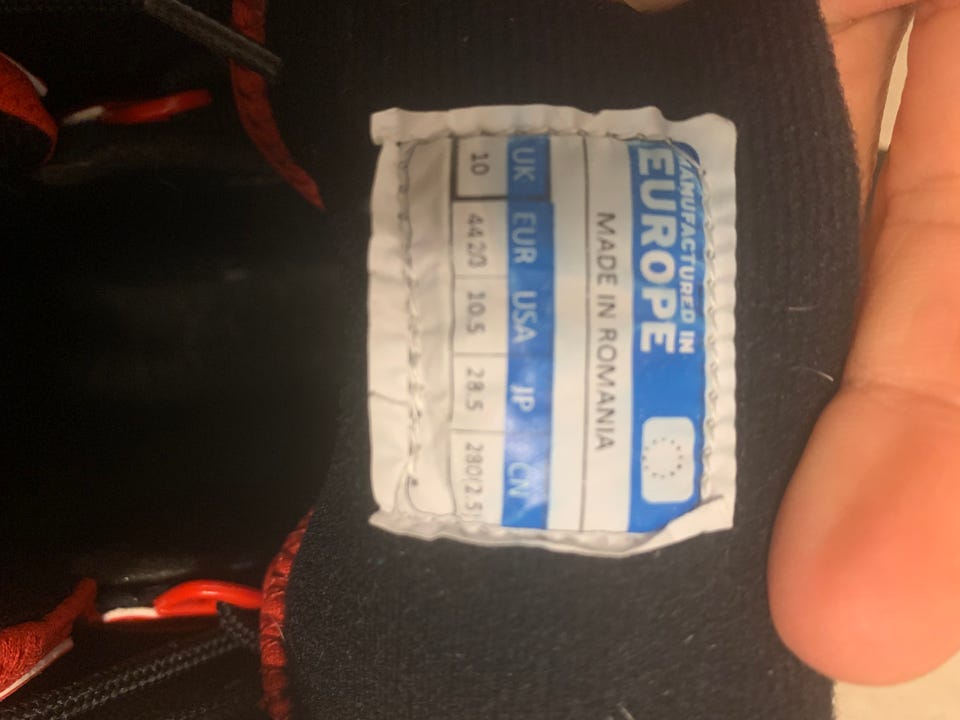 MANUFACTURED IN
EUROPE
MADE IN ROMANIA
UK EUR USA JP CN
10 44 2/3 10.5 28.5 280(2.5)